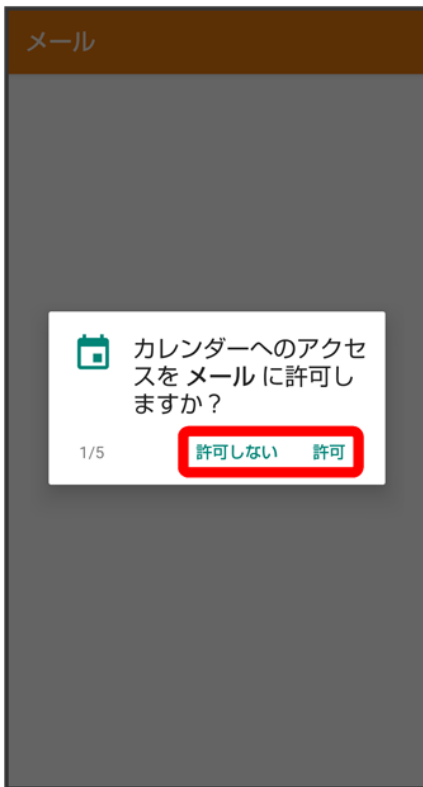 メール
カレンダーへのアクセ
スを メール に許可し
ますか？
1/5 許可しない 許可